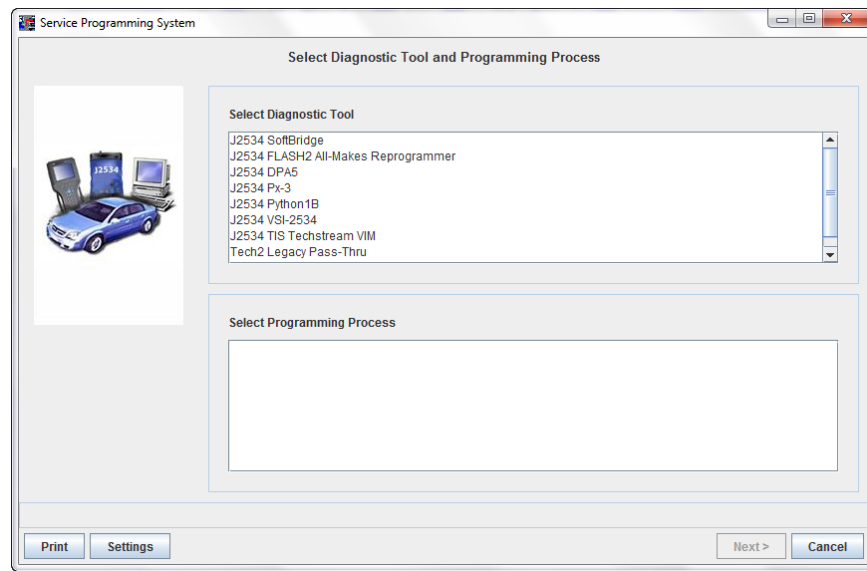 Service Programming System
Select Diagnostic Tool and Programming Process
J2534
Select Diagnostic Tool
J2534 SoftBridge
J2534 FLASH2 All-Makes Reprogrammer
J2534 DPA5
J2534 Px-3
J2534 Python1B
J2534 VSI-2534
J2534 TIS Techstream VIM
Tech2 Legacy Pass-Thru
Select Programming Process
Print
Settings
Next >
Cancel